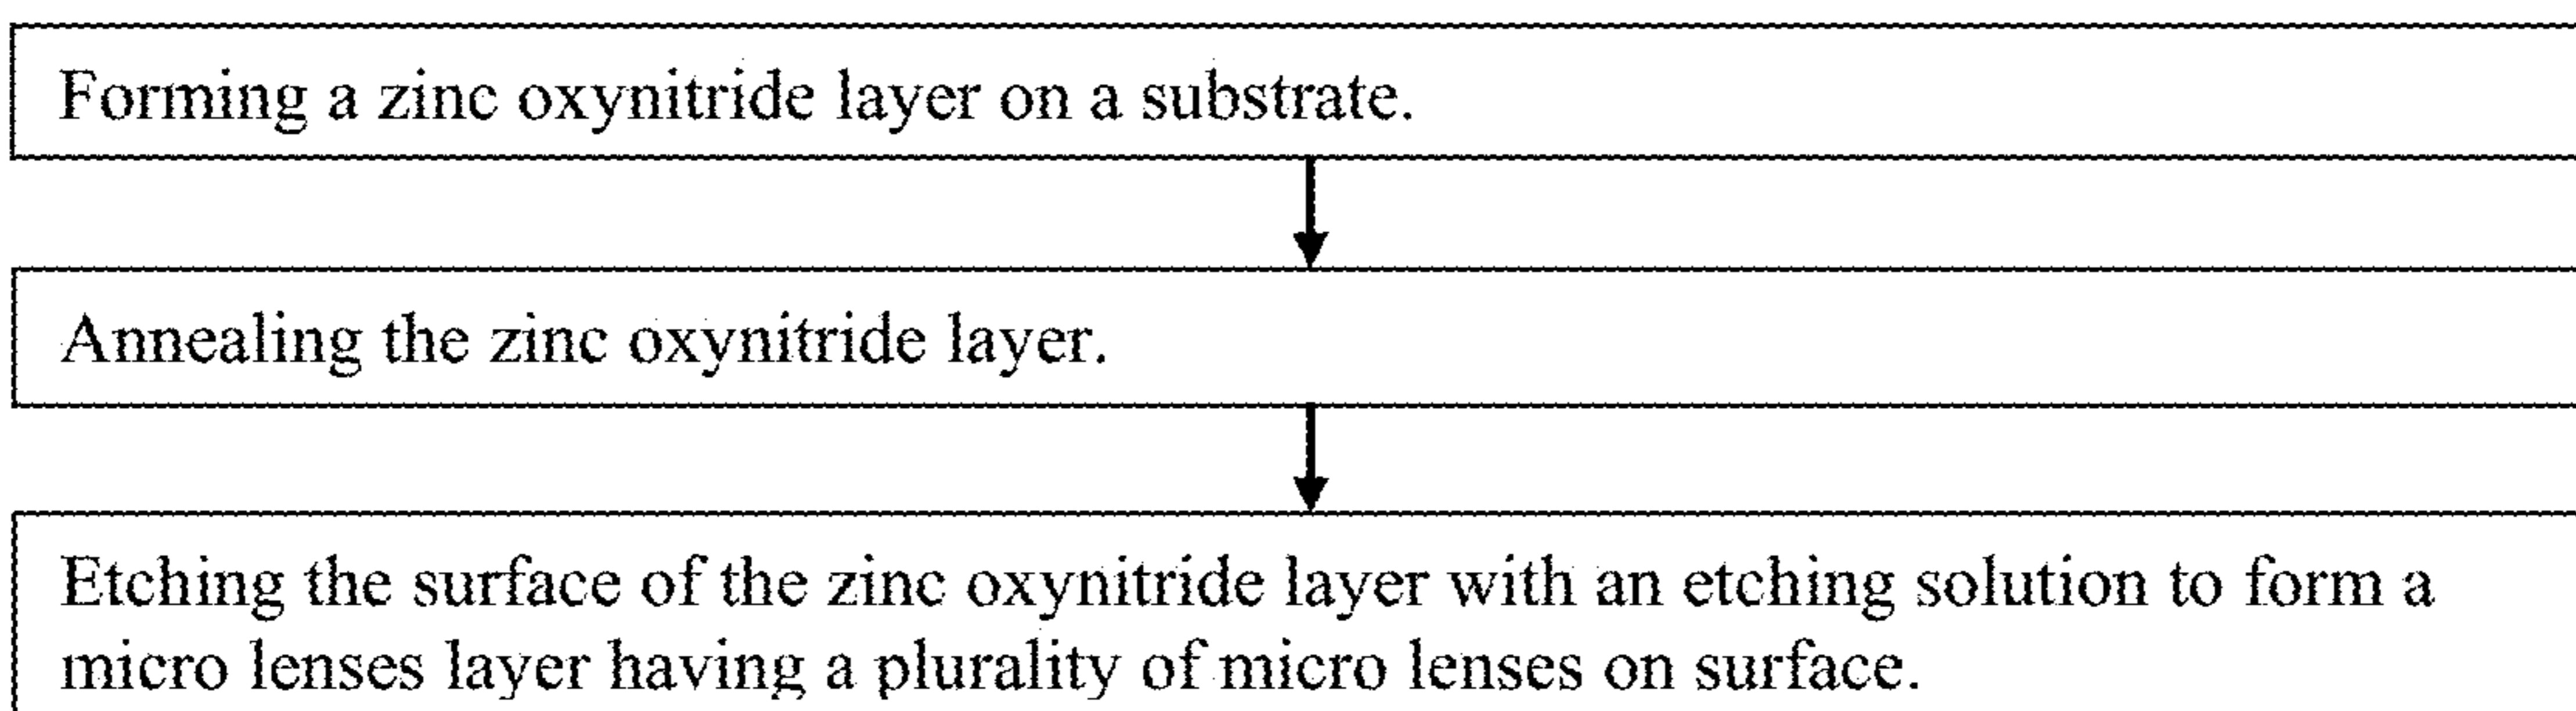 Forming a zinc oxynitride layer on a substrate.
Annealing the zinc oxynitride layer.
Etching the surface of the zinc oxynitride layer with an etching solution to form a
micro lenses layer having a plurality of micro lenses on surface.